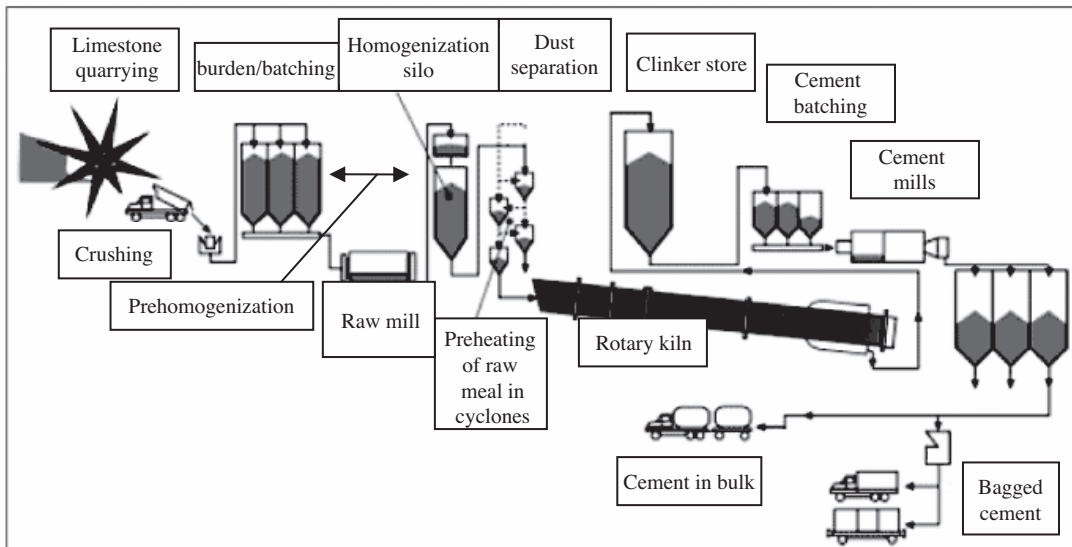 Limestone
quarrying
burden/batching
Homogenization
silo
Dust
separation
Clinker store
Cement
batching
Cement
mills
Crushing
Prehomogenization
Raw mill
Preheating
of raw
meal in
cyclones
Rotary kiln
Cement in bulk
Bagged
cement